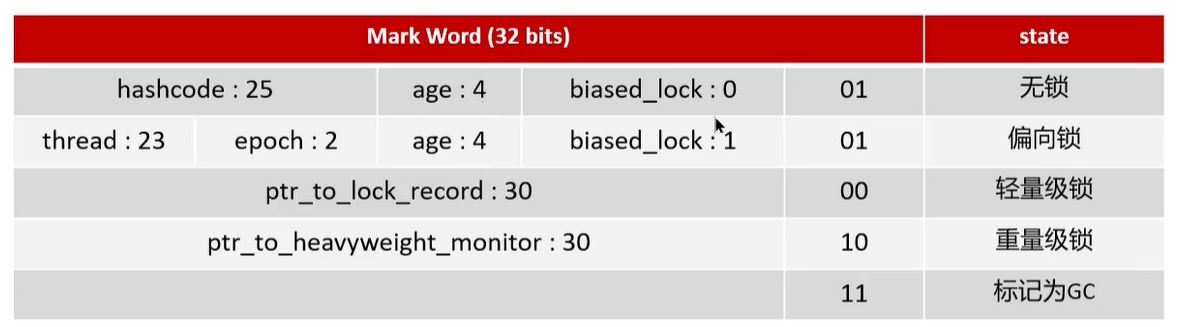 Mark Word (32 bits) state
hashcode : 25 age : 4 biased_lock : 0 01 无锁
thread : 23 epoch : 2 age : 4 biased_lock : 1 01 偏向锁
ptr_to_lock_record : 30 00 轻量级锁
ptr_to_heavyweight_monitor : 30 10 重量级锁
11 标记为GC